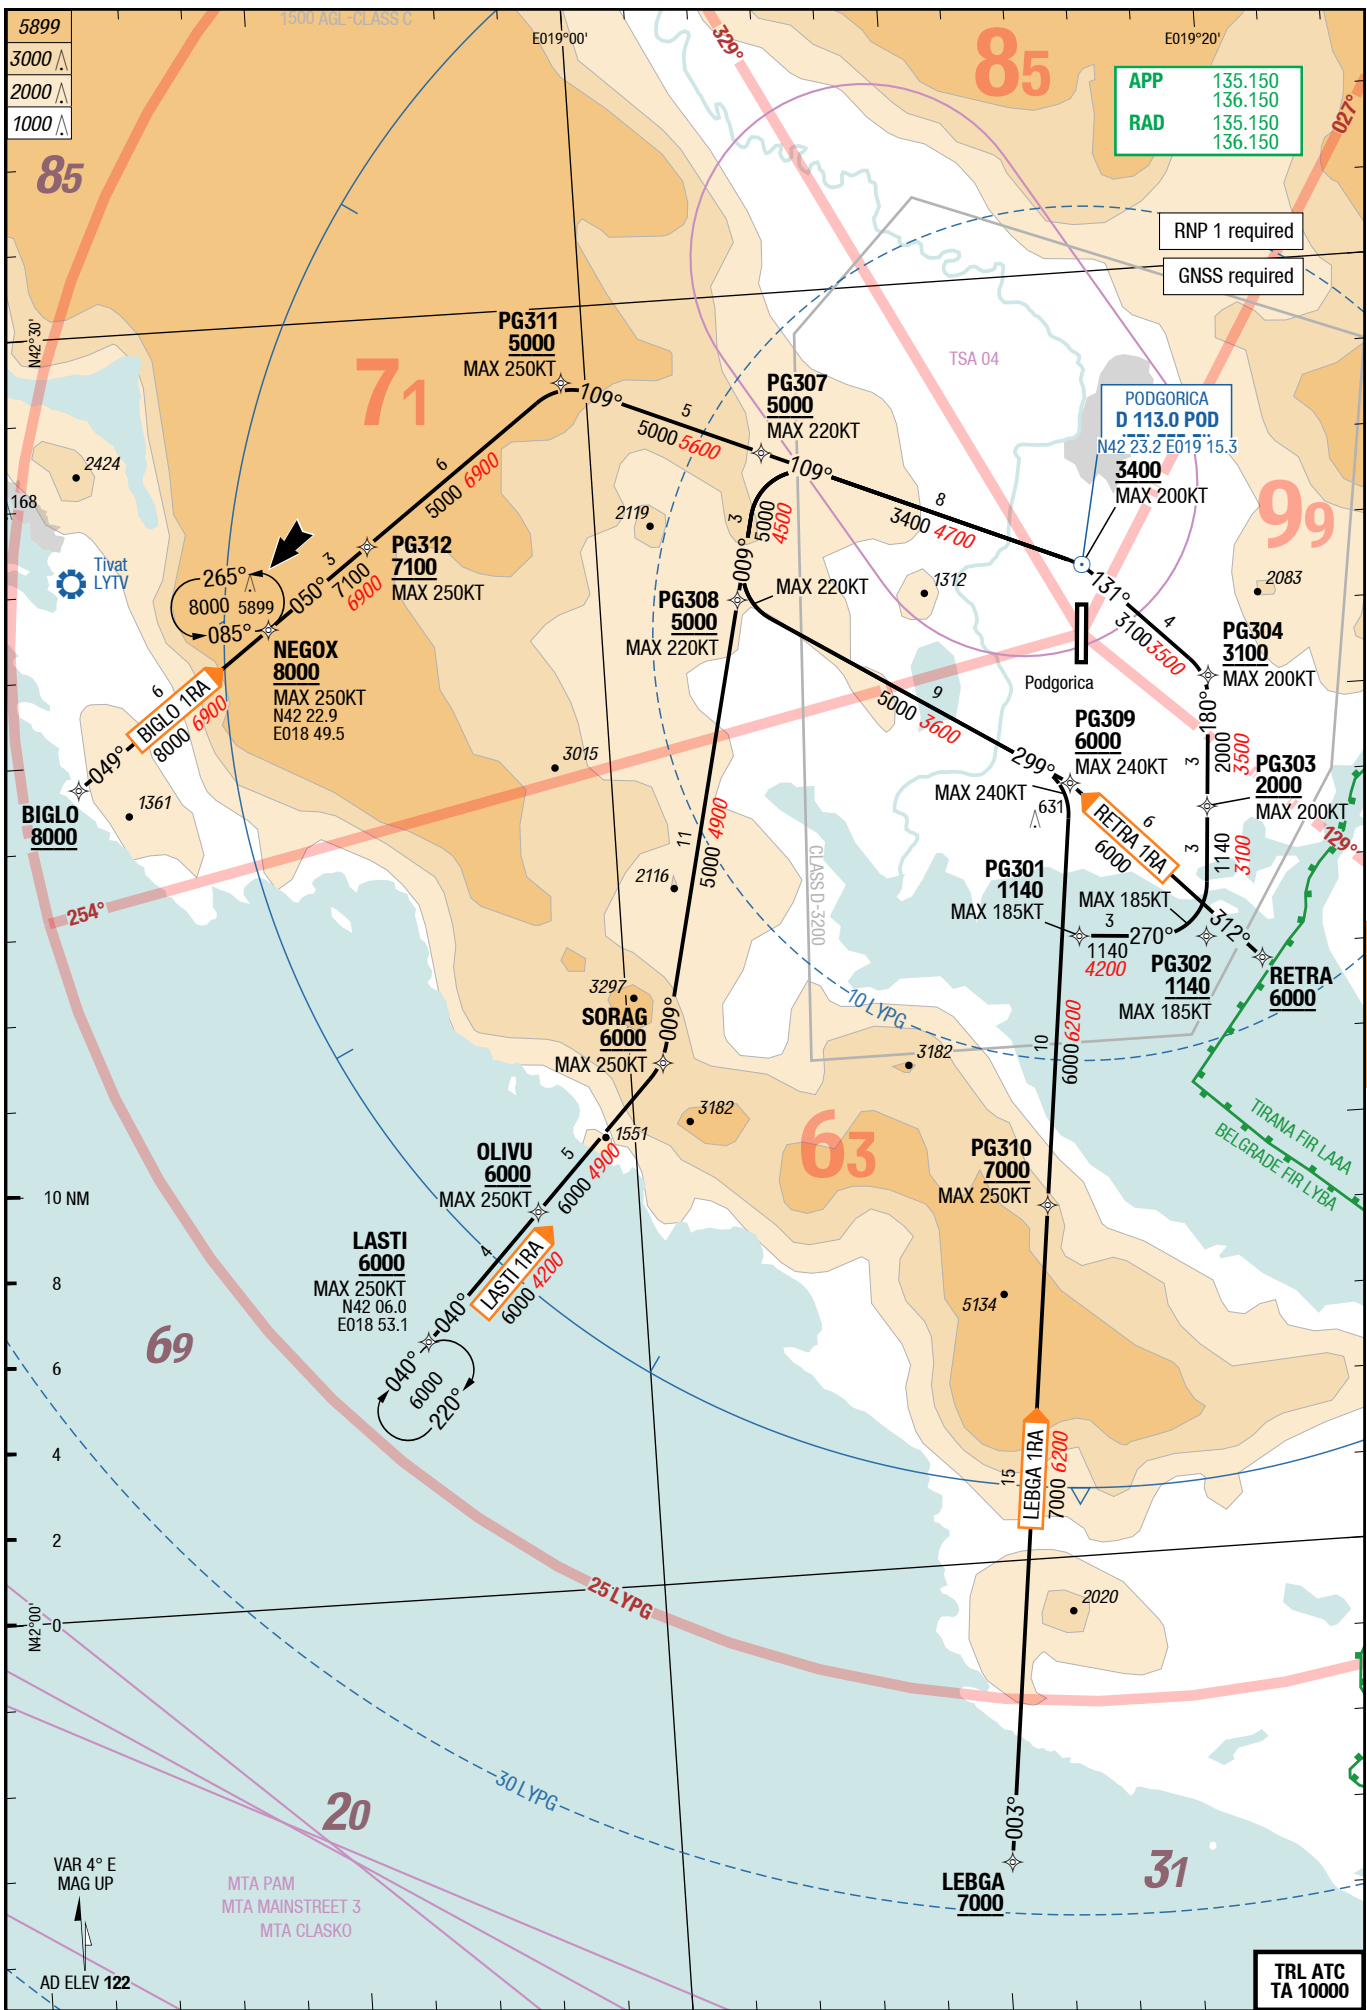 5899
3000
2000
1000
1500 AGL-CLASS C
E019°00'
E019°20'
329°
027°
85
85
APP 135.150
136.150
RAD 135.150
136.150
RNP 1 required
GNSS required
N42°30'
PG311
5000
MAX 250KT
71
109°
5
5000 5600
PG307
5000
MAX 220KT
109°
8
3400 4700
TSA 04
PODGORICA
D 113.0 POD
N42 23.2 E019 15.3
3400
MAX 200KT
99
2424
168
Tivat
LYTV
6
5000 6900
2119
3
5000
4500
009°
PG312
7100
MAX 250KT
3
050°
7100
6900
265°
8000 5899
085°
NEGOX
8000
MAX 250KT
N42 22.9
E018 49.5
MAX 220KT
PG308
5000
MAX 220KT
1312
2083
131°
4
3100 3500
PG304
3100
MAX 200KT
Podgorica
6
BIGLO 1RA
8000 6900
049°
BIGLO
8000
1361
3015
9
5000 3600
299°
PG309
6000
MAX 240KT
MAX 240KT
631
180°
3
2000
3500
PG303
2000
MAX 200KT
129°
6
RETRA 1RA
6000
3
1140
3100
PG301
1140
MAX 185KT
MAX 185KT
3
270°
1140
4200
PG302
1140
MAX 185KT
312°
RETRA
6000
254°
11
5000 4900
2116
CLASS D-3200
3297
SORAG
6000
MAX 250KT
009°
10 LYPG
10
6000 6200
3182
3182
1551
63
TIRANA FIR LAAA
BELGRADE FIR LYBA
OLIVU
6000
MAX 250KT
5
6000 4900
PG310
7000
MAX 250KT
10 NM
8
6
4
2
0
LASTI
6000
MAX 250KT
N42 06.0
E018 53.1
4
040°
LASTI 1RA
6000 4200
040°
6000
220°
5134
69
15
LEBGA 1RA
7000 6200
25 LYPG
2020
N42°00'
30 LYPG
003°
LEBGA
7000
20
31
VAR 4° E
MAG UP
MTA PAM
MTA MAINSTREET 3
MTA CLASKO
AD ELEV 122
TRL ATC
TA 10000